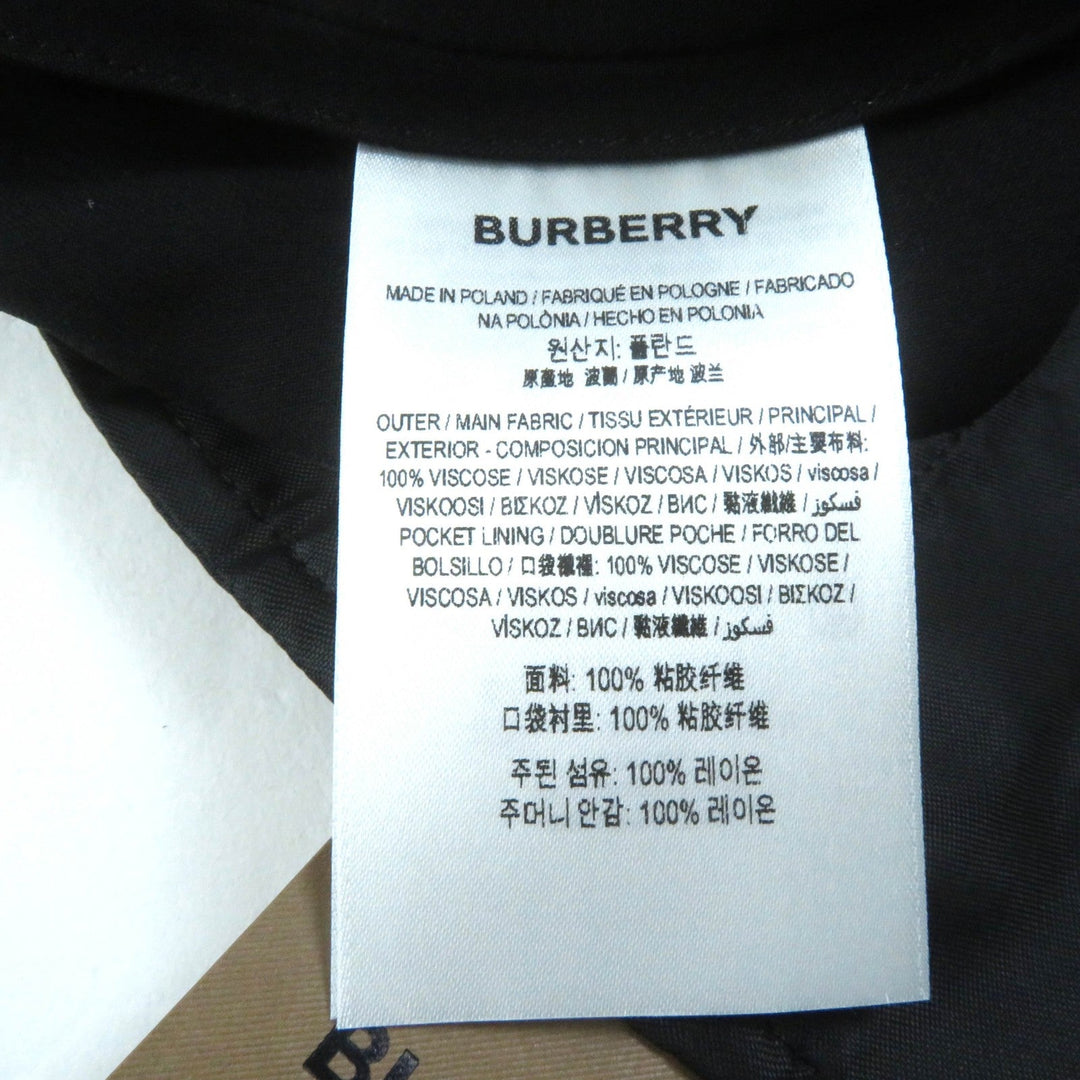 BURBERRY
MADE IN POLAND / FABRIQUÉ EN POLOGNE / FABRICADO
NA POLÔNIA / HECHO EN POLONIA
원산지: 폴란드
原產地 波蘭 / 原产地 波兰
OUTER / MAIN FABRIC / TISSU EXTÉRIEUR / PRINCIPAL /
EXTERIOR - COMPOSICION PRINCIPAL / 外部/主要布料:
100% VISCOSE / VISKOSE / VISCOSA / VISKOS / viscosa /
VISKOOSI / ΒΙΣΚΟΖ / VİSKOZ / ВИС / 黏液纖維 / فسكوز
POCKET LINING / DOUBLURE POCHE / FORRO DEL
BOLSILLO / 口袋襯裡: 100% VISCOSE / VISKOSE /
VISCOSA / VISKOS / viscosa / VISKOOSI / ΒΙΣΚΟΖ /
VİSKOZ / ВИС / 黏液纖維 / فسكوز
面料: 100% 粘胶纤维
口袋衬里: 100% 粘胶纤维
주된 섬유: 100% 레이온
주머니 안감: 100% 레이온